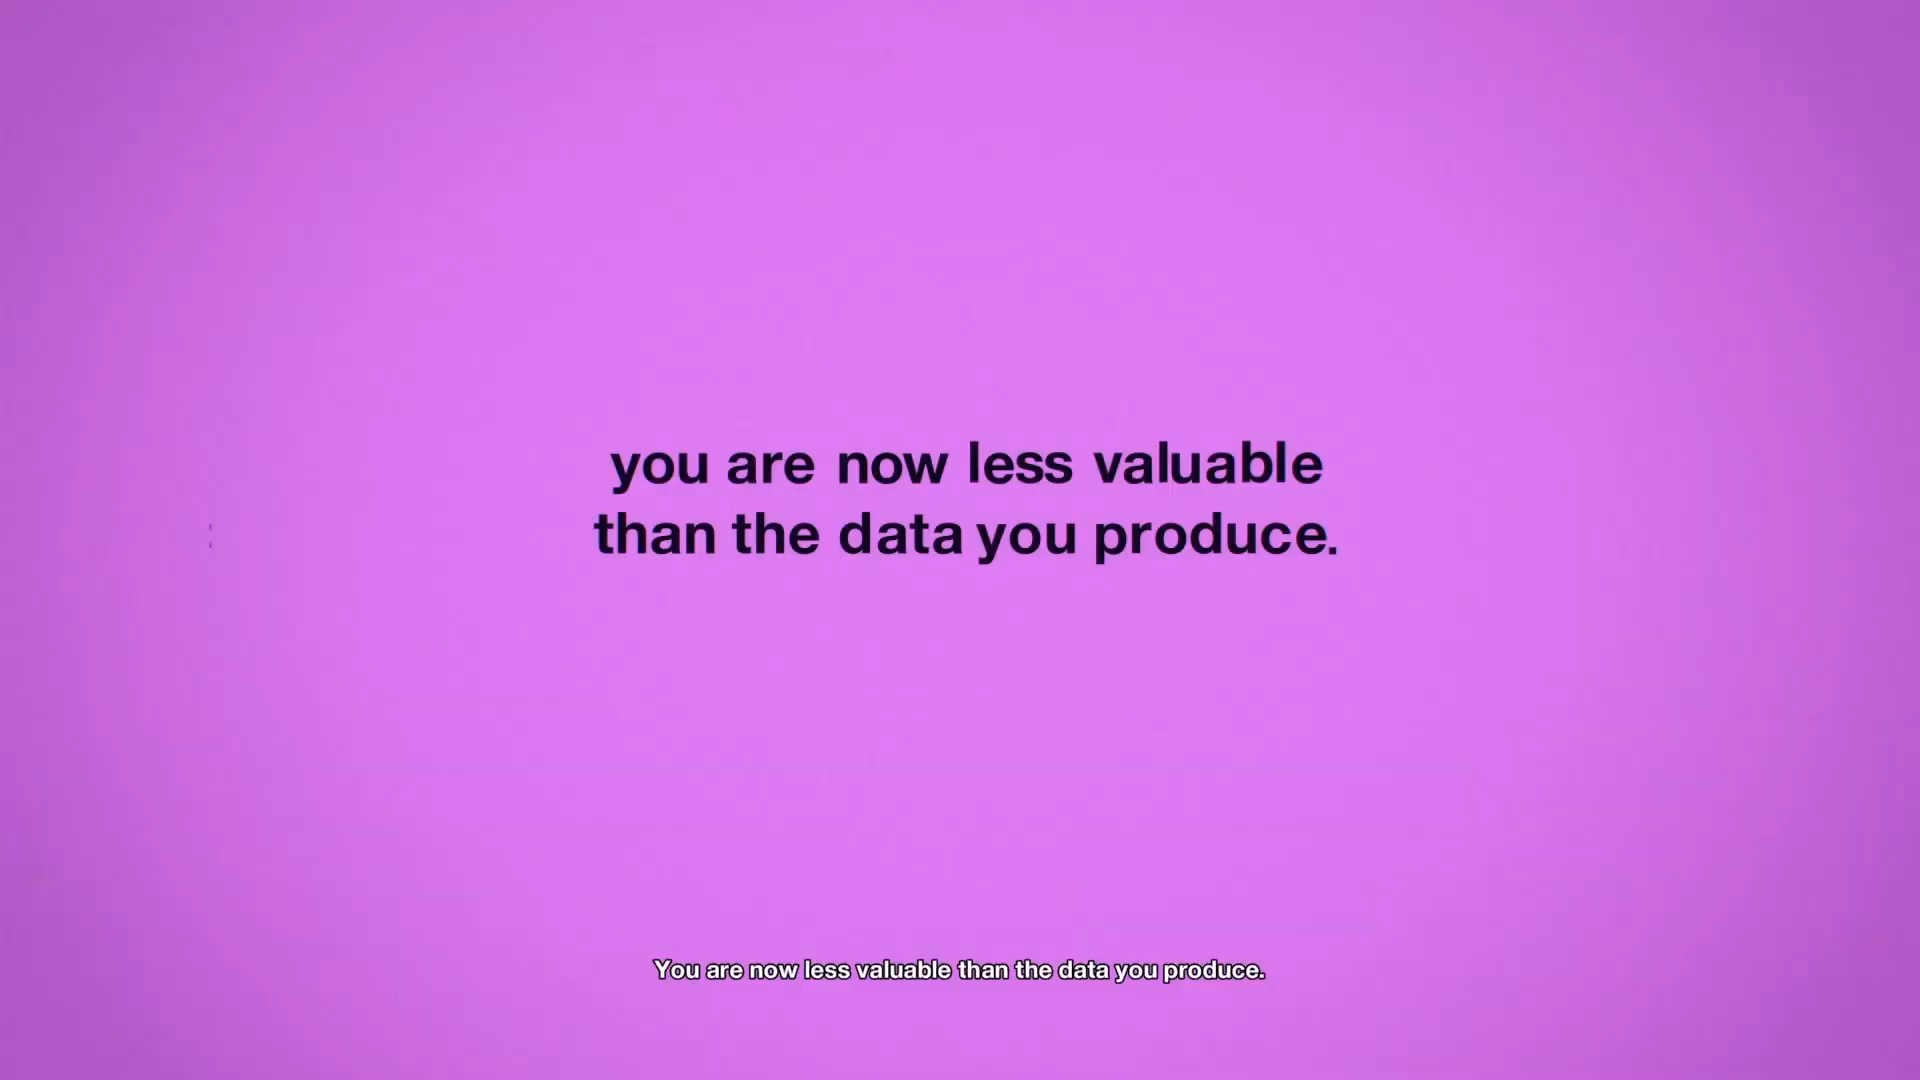 you are now less valuable
than the data you produce.
You are now less valuable than the data you produce.